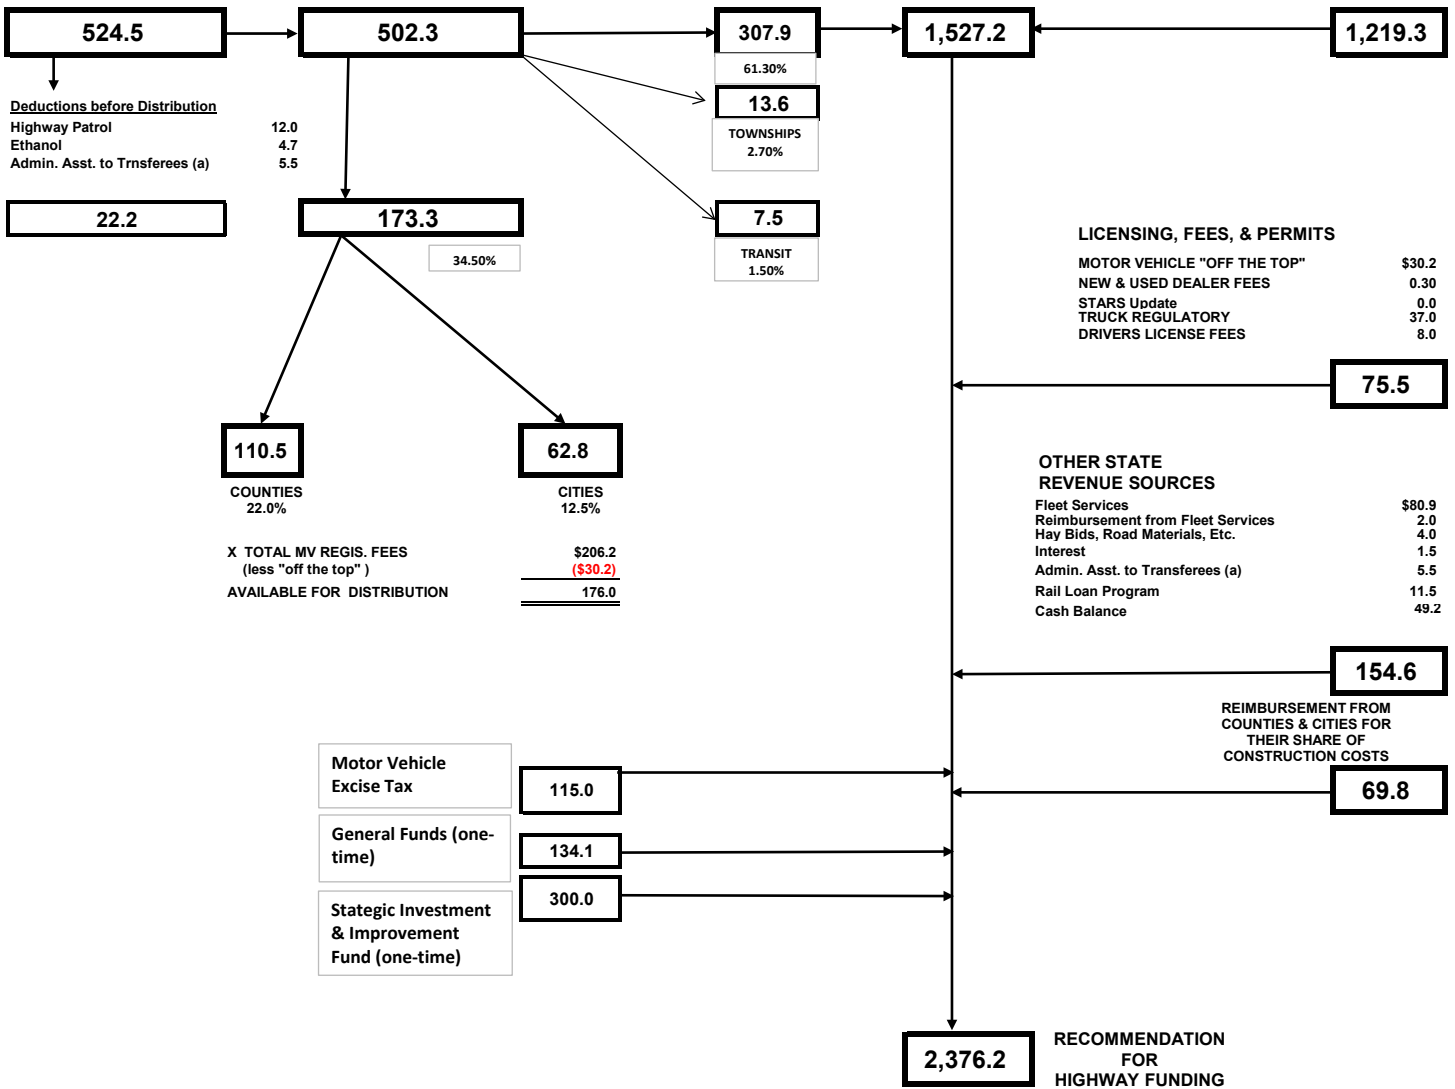 524.5
502.3
307.9
1,527.2
1,219.3
61.30%
13.6
TOWNSHIPS
2.70%
Deductions before Distribution
Highway Patrol 12.0
Ethanol 4.7
Admin. Asst. to Trnsferees (a) 5.5
22.2
173.3
34.50%
7.5
TRANSIT
1.50%
LICENSING, FEES, & PERMITS
MOTOR VEHICLE "OFF THE TOP" $30.2
NEW & USED DEALER FEES 0.30
STARS Update 0.0
TRUCK REGULATORY 37.0
DRIVERS LICENSE FEES 8.0
75.5
110.5
COUNTIES
22.0%
62.8
CITIES
12.5%
X TOTAL MV REGIS. FEES $206.2
(less "off the top" ) ($30.2)
AVAILABLE FOR DISTRIBUTION 176.0
OTHER STATE
REVENUE SOURCES
Fleet Services $80.9
Reimbursement from Fleet Services 2.0
Hay Bids, Road Materials, Etc. 4.0
Interest 1.5
Admin. Asst. to Transferees (a) 5.5
Rail Loan Program 11.5
Cash Balance 49.2
154.6
REIMBURSEMENT FROM
COUNTIES & CITIES FOR
THEIR SHARE OF
CONSTRUCTION COSTS
69.8
Motor Vehicle
Excise Tax
115.0
General Funds (one-
time)
134.1
Stategic Investment
& Improvement
Fund (one-time)
300.0
2,376.2
RECOMMENDATION
FOR
HIGHWAY FUNDING